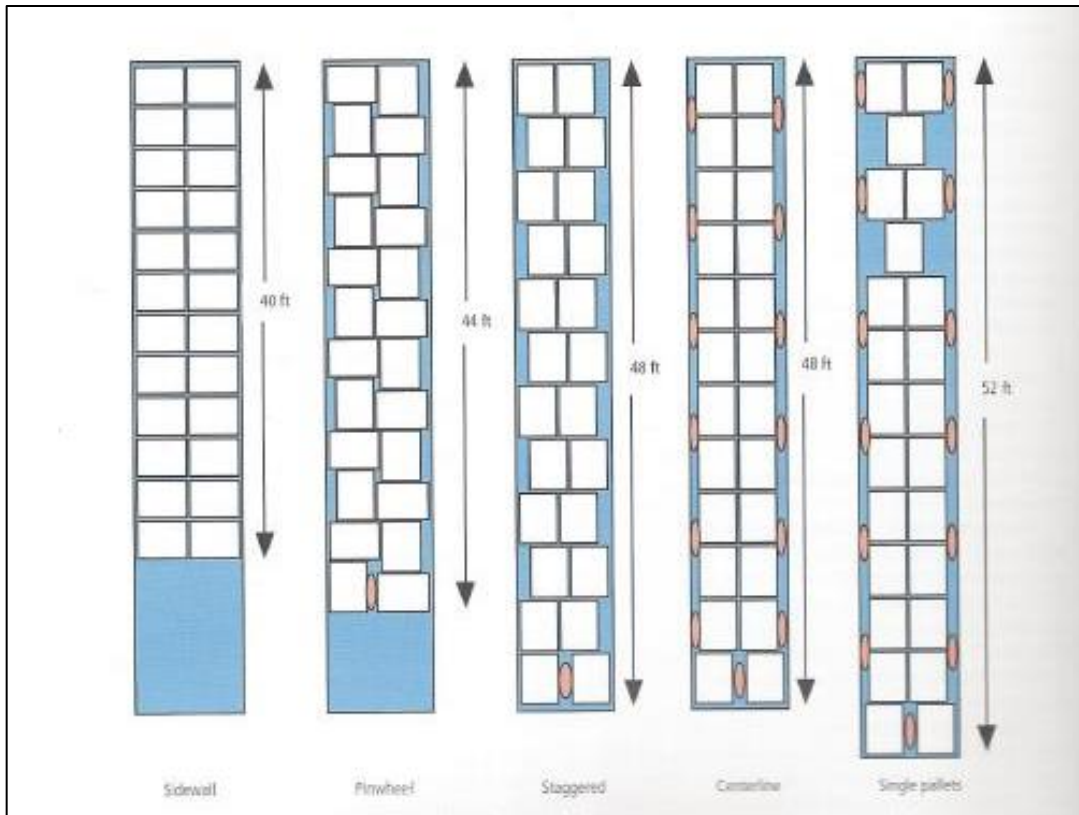 40 ft
44 ft
48 ft
48 ft
52 ft
Sidewall
Pinwheel
Staggered
Centerline
Single pallets